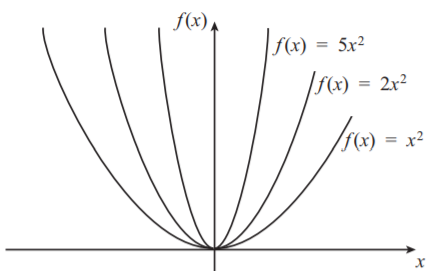 f(x)
f(x) = 5x²
f(x) = 2x²
f(x) = x²
x